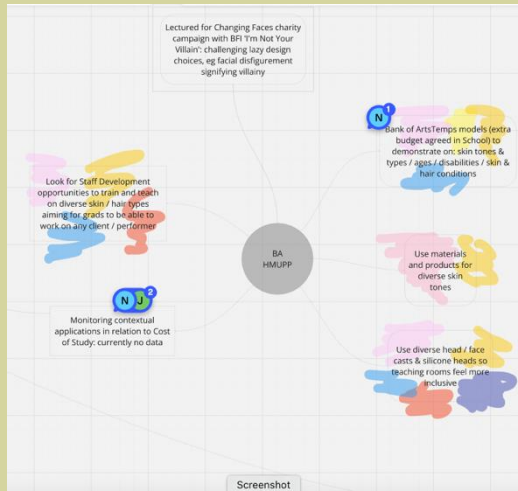 Lectured for Changing Faces charity
campaign with BFI 'I'm Not Your
Villain': challenging lazy design
choices, eg facial disfigurement
signifying villainy
N 1
Bank of ArtsTemps models (extra
budget agreed in School) to
demonstrate on: skin tones &
types / ages / disabilities / skin &
hair conditions
Look for Staff Development
opportunities to train and teach
on diverse skin / hair types
aiming for grads to be able to
work on any client / performer
BA
HMUPP
Use materials
and products for
diverse skin
tones
N J 2
Monitoring contextual
applications in relation to Cost
of Study: currently no data
Use diverse head / face
casts & silicone heads so
teaching rooms feel more
inclusive
Screenshot